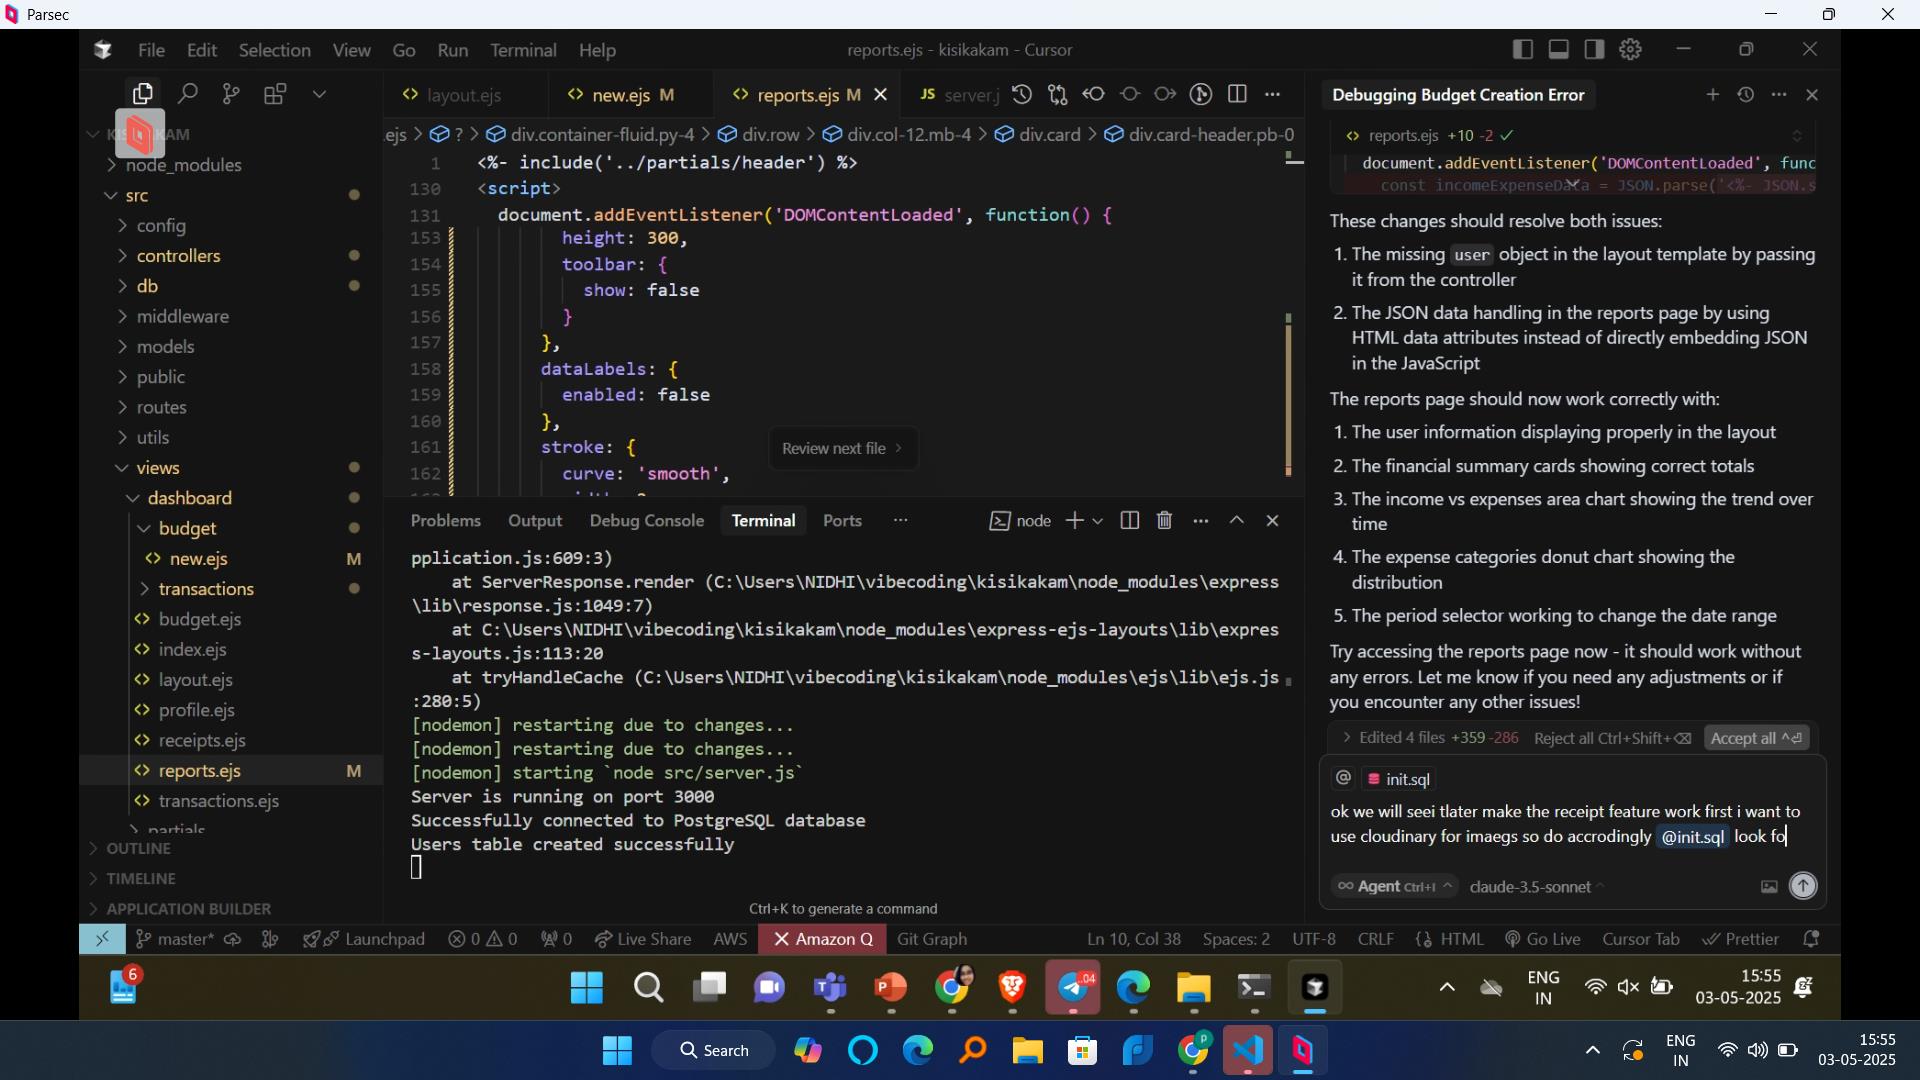 Parsec
File Edit Selection View Go Run Terminal Help
reports.ejs - kisikakam - Cursor
layout.ejs
new.ejs M
reports.ejs M
JS server.j
Debugging Budget Creation Error
.ejs > ? > div.container-fluid.py-4 > div.row > div.col-12.mb-4 > div.card > div.card-header.pb-0
node_modules
src
config
controllers
db
middleware
models
public
routes
utils
views
dashboard
budget
new.ejs M
transactions
budget.ejs
index.ejs
layout.ejs
profile.ejs
receipts.ejs
reports.ejs M
transactions.ejs
partials
OUTLINE
TIMELINE
APPLICATION BUILDER
1 <%- include('../partials/header') %>
130 <script>
131 document.addEventListener('DOMContentLoaded', function() {
153 height: 300,
154 toolbar: {
155 show: false
156 }
157 },
158 dataLabels: {
159 enabled: false
160 },
161 stroke: {
162 curve: 'smooth',
Review next file >
Problems Output Debug Console Terminal Ports ...
node
pplication.js:609:3)
at ServerResponse.render (C:\Users\NIDHI\vibecoding\kisikakam\node_modules\express
\lib\response.js:1049:7)
at C:\Users\NIDHI\vibecoding\kisikakam\node_modules\express-ejs-layouts\lib\expres
s-layouts.js:113:20
at tryHandleCache (C:\Users\NIDHI\vibecoding\kisikakam\node_modules\ejs\lib\ejs.js
:280:5)
[nodemon] restarting due to changes...
[nodemon] restarting due to changes...
[nodemon] starting `node src/server.js`
Server is running on port 3000
Successfully connected to PostgreSQL database
Users table created successfully
Ctrl+K to generate a command
reports.ejs +10 -2
document.addEventListener('DOMContentLoaded', func
const incomeExpenseData = JSON.parse('<%- JSON.s
These changes should resolve both issues:
1. The missing user object in the layout template by passing
it from the controller
2. The JSON data handling in the reports page by using
HTML data attributes instead of directly embedding JSON
in the JavaScript
The reports page should now work correctly with:
1. The user information displaying properly in the layout
2. The financial summary cards showing correct totals
3. The income vs expenses area chart showing the trend over
time
4. The expense categories donut chart showing the
distribution
5. The period selector working to change the date range
Try accessing the reports page now - it should work without
any errors. Let me know if you need any adjustments or if
you encounter any other issues!
> Edited 4 files +359 -286 Reject all Ctrl+Shift+⌫ Accept all ^⏎
@ init.sql
ok we will seei tlater make the receipt feature work first i want to
use cloudinary for imaegs so do accrodingly @init.sql look fo
∞ Agent Ctrl+I ^ claude-3.5-sonnet ^
master* Launchpad 0 0 0 Live Share AWS Amazon Q Git Graph Ln 10, Col 38 Spaces: 2 UTF-8 CRLF HTML Go Live Cursor Tab Prettier
6
04
ENG
IN
15:55
03-05-2025
Search
ENG
IN
15:55
03-05-2025